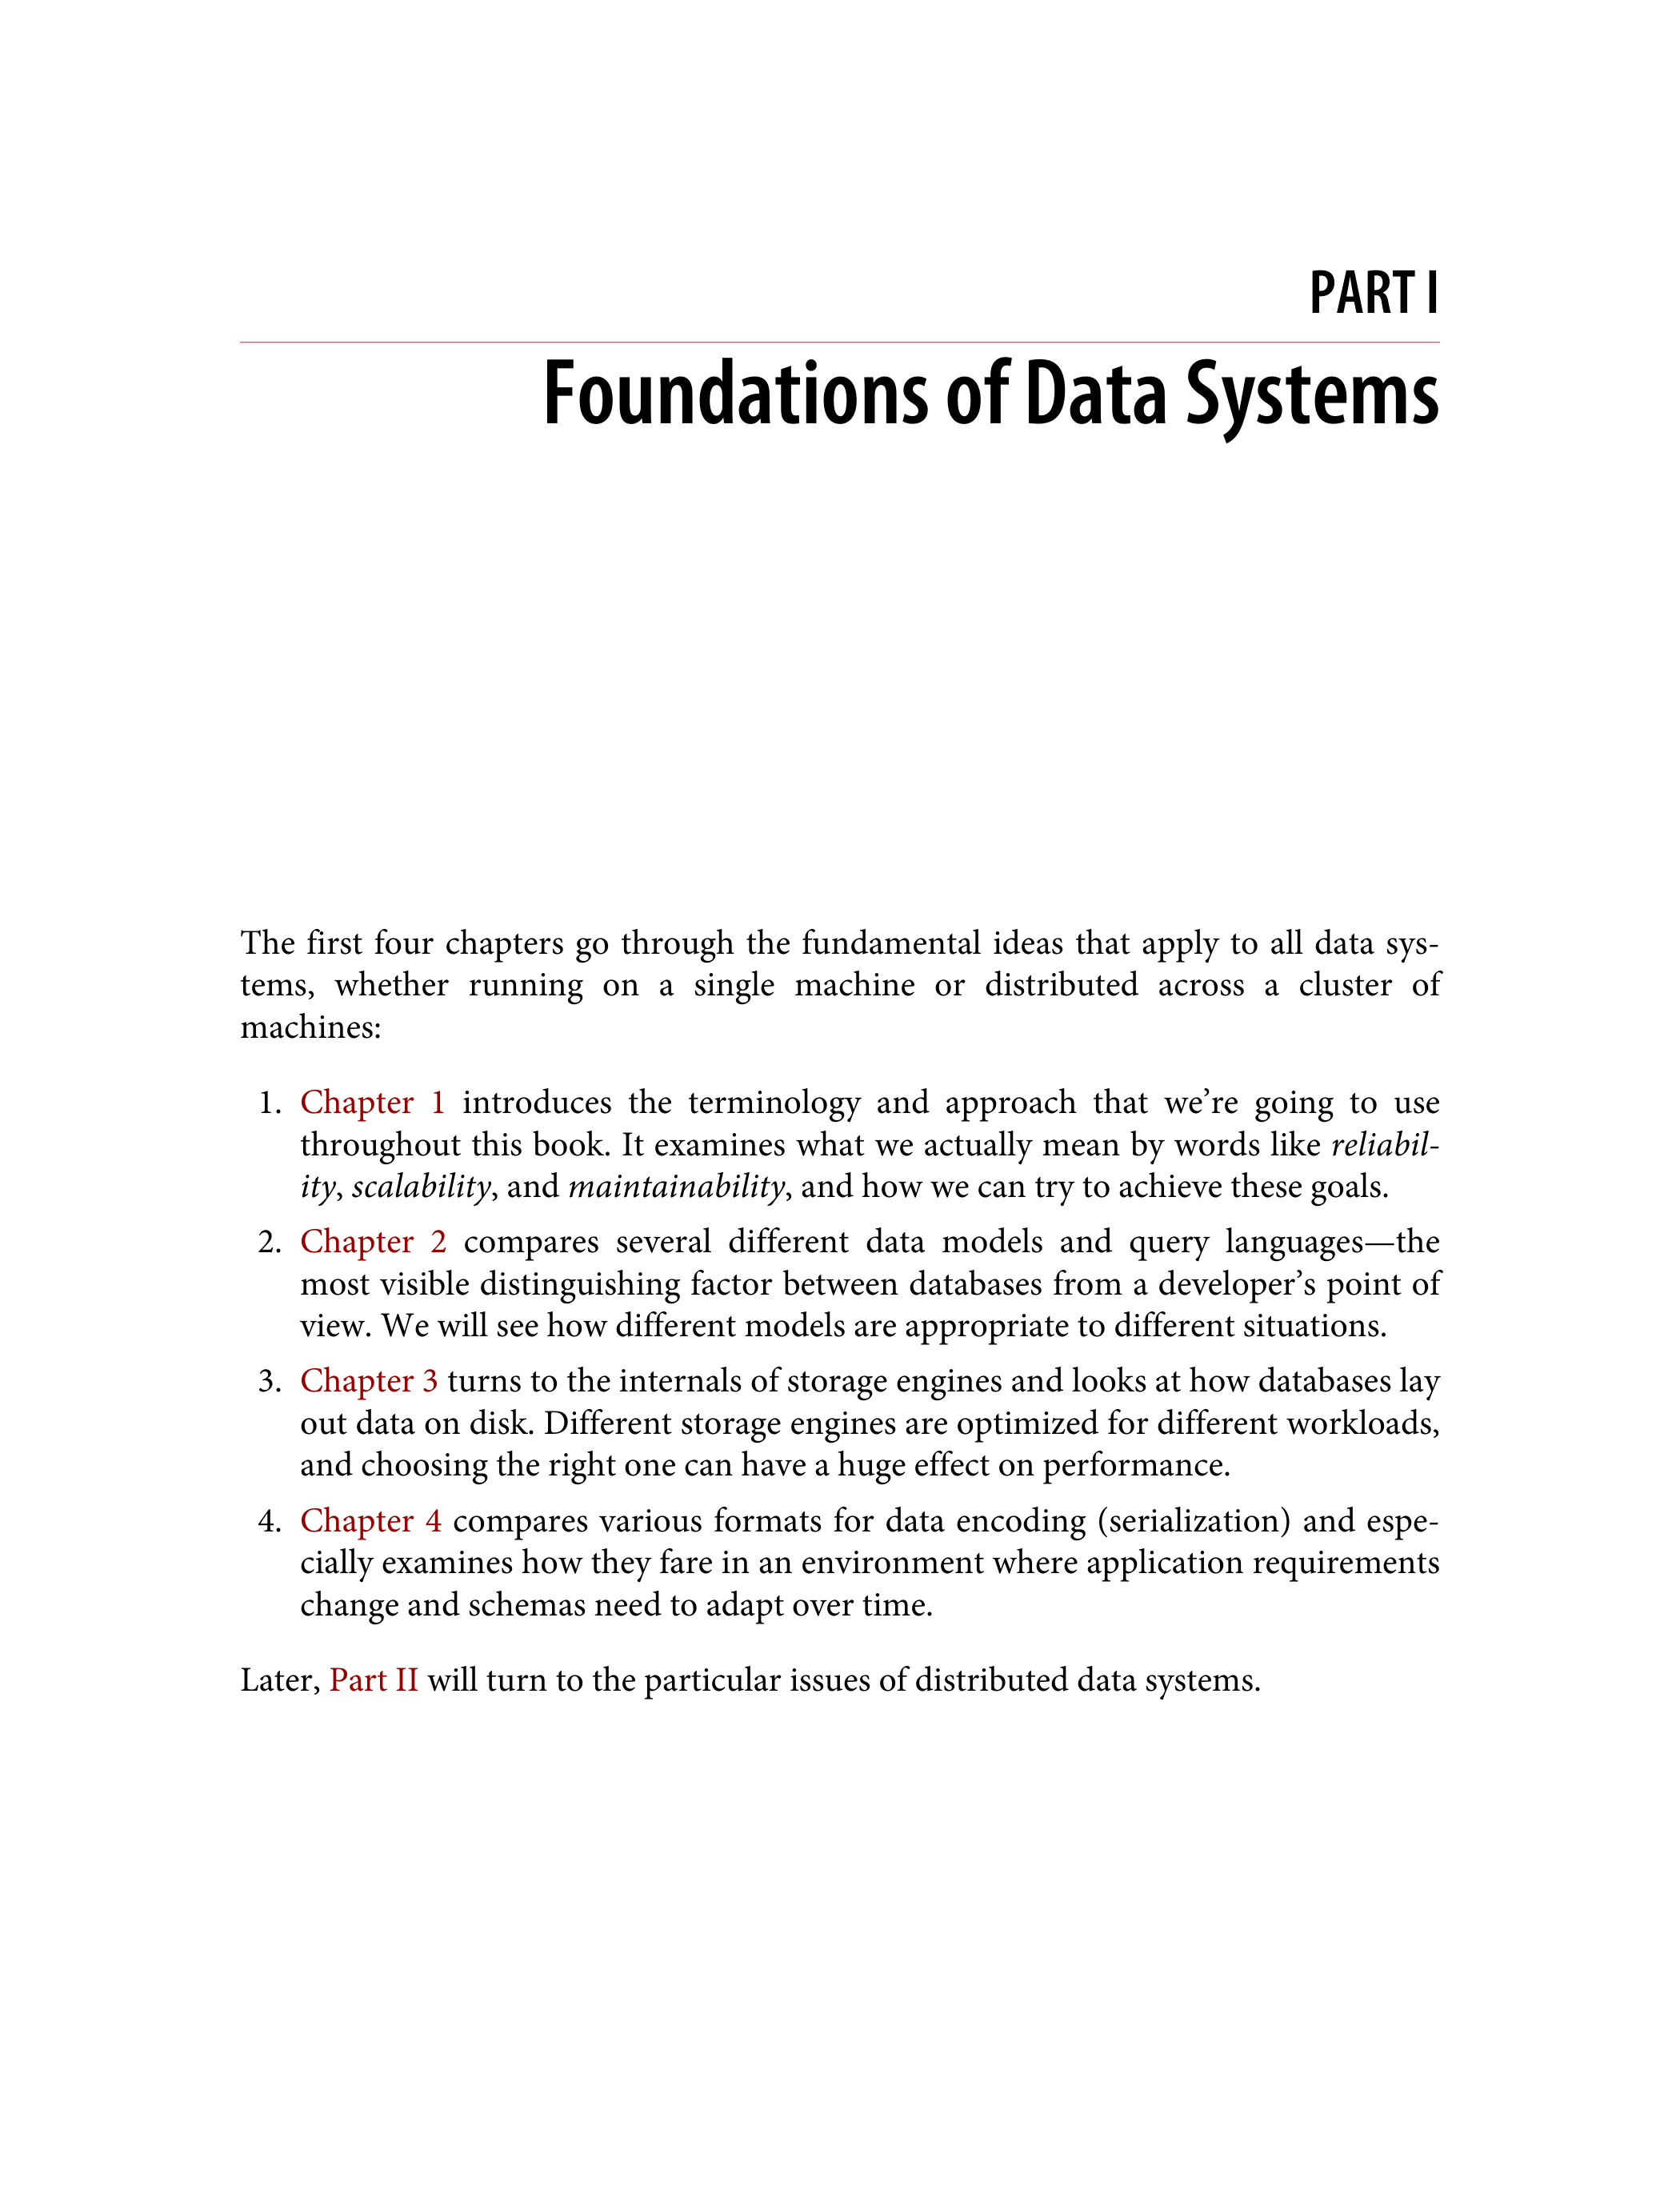 PART I
Foundations of Data Systems
The first four chapters go through the fundamental ideas that apply to all data sys-
tems, whether running on a single machine or distributed across a cluster of
machines:
1. Chapter 1 introduces the terminology and approach that we’re going to use
throughout this book. It examines what we actually mean by words like reliabil-
ity, scalability, and maintainability, and how we can try to achieve these goals.
2. Chapter 2 compares several different data models and query languages—the
most visible distinguishing factor between databases from a developer’s point of
view. We will see how different models are appropriate to different situations.
3. Chapter 3 turns to the internals of storage engines and looks at how databases lay
out data on disk. Different storage engines are optimized for different workloads,
and choosing the right one can have a huge effect on performance.
4. Chapter 4 compares various formats for data encoding (serialization) and espe-
cially examines how they fare in an environment where application requirements
change and schemas need to adapt over time.
Later, Part II will turn to the particular issues of distributed data systems.